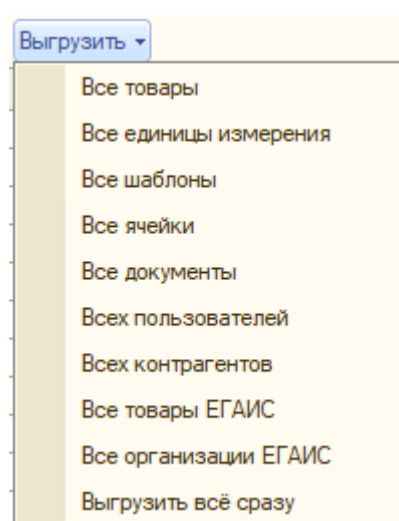 Выгрузить
Все товары
Все единицы измерения
Все шаблоны
Все ячейки
Все документы
Всех пользователей
Всех контрагентов
Все товары ЕГАИС
Все организации ЕГАИС
Выгрузить всё сразу